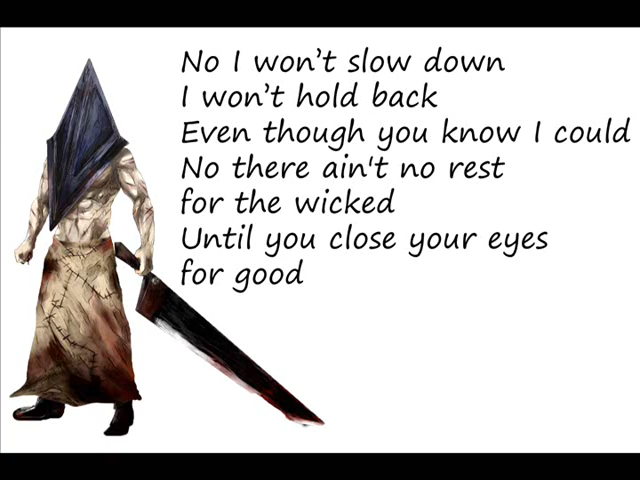 No I won’t slow down
I won’t hold back
Even though you know I could
No there ain't no rest
for the wicked
Until you close your eyes
for good